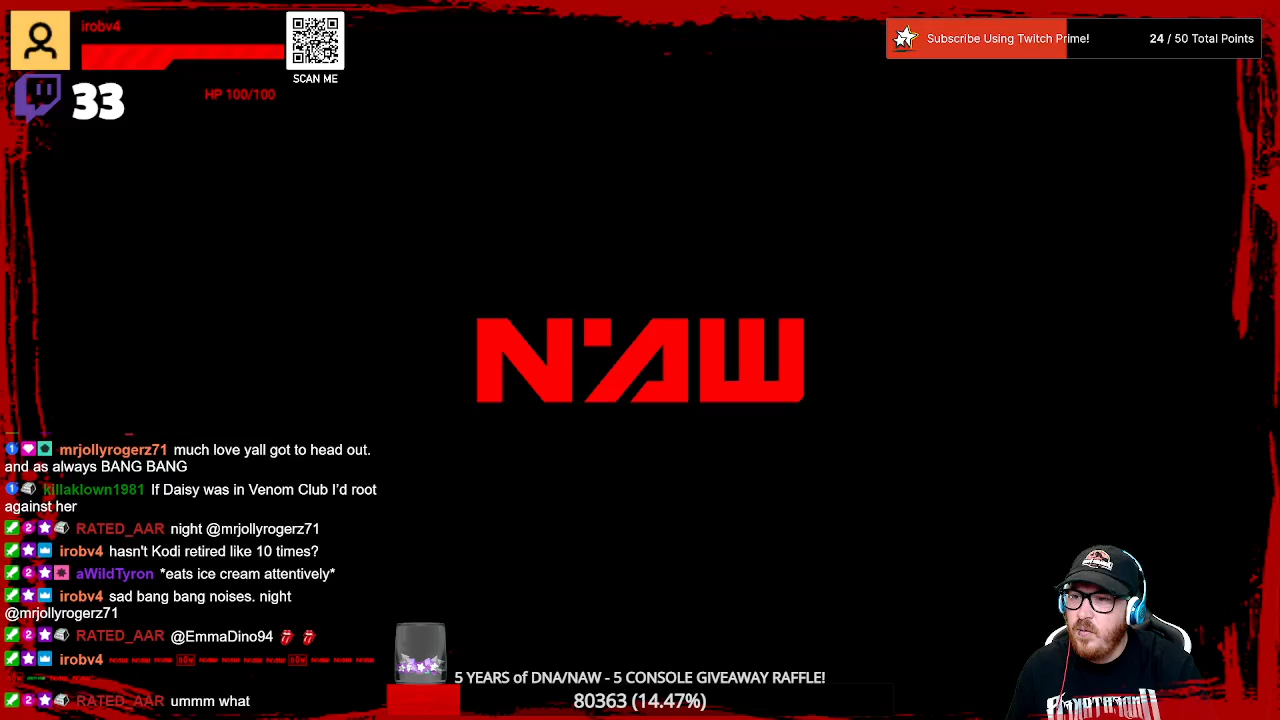 irobv4
SCAN ME
HP 100/100
33
Subscribe Using Twitch Prime!
24 / 50 Total Points
NAW
mrjollyrogerz71 much love yall got to head out.
and as always BANG BANG
killaklown1981 If Daisy was in Venom Club I’d root
against her
RATED_AAR night @mrjollyrogerz71
irobv4 hasn't Kodi retired like 10 times?
aWildTyron *eats ice cream attentively*
irobv4 sad bang bang noises. night
@mrjollyrogerz71
RATED_AAR @EmmaDino94
irobv4
RATED_AAR ummm what
5 YEARS of DNA/NAW - 5 CONSOLE GIVEAWAY RAFFLE!
80363 (14.47%)